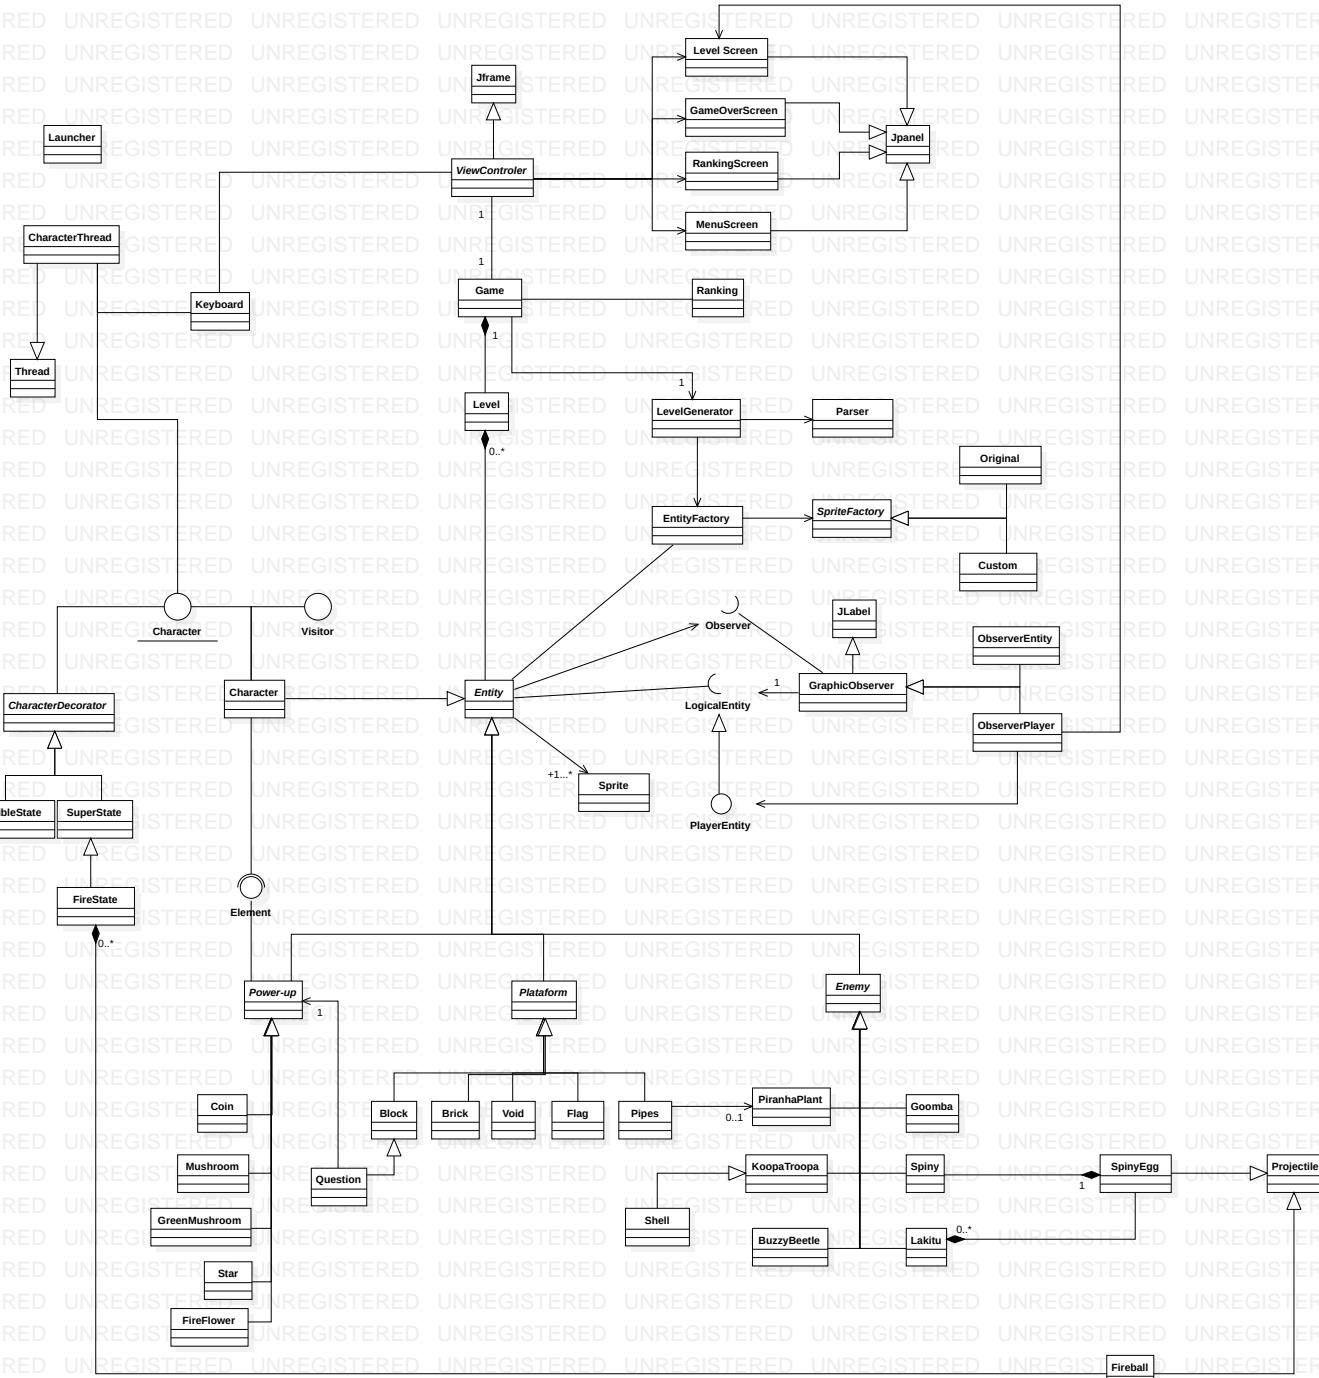 Level Screen
Jframe
GameOverScreen
Launcher
Jpanel
RankingScreen
ViewControler
1
MenuScreen
CharacterThread
1
Game
Ranking
Keyboard
1
Thread
1
Level
LevelGenerator
Parser
0..*
Original
EntityFactory
SpriteFactory
Custom
JLabel
Character
Visitor
Observer
ObserverEntity
Character
Entity
1
GraphicObserver
CharacterDecorator
LogicalEntity
ObserverPlayer
+1...*
Sprite
bleState
SuperState
PlayerEntity
FireState
Element
0..*
Power-up
Plataform
Enemy
1
Coin
Block
Brick
Void
Flag
Pipes
PiranhaPlant
Goomba
0..1
Mushroom
Question
KoopaTroopa
Spiny
1
SpinyEgg
Projectile
GreenMushroom
Shell
BuzzyBeetle
Lakitu
0..*
Star
FireFlower
Fireball
UNREGISTERED